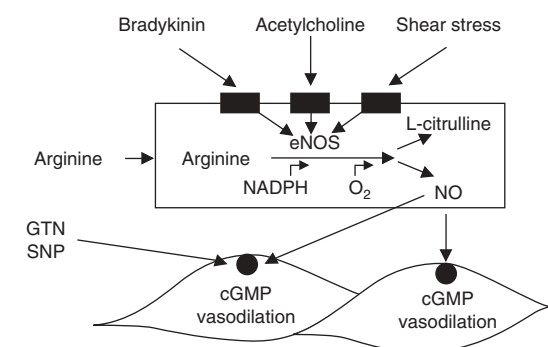 Bradykinin Acetylcholine Shear stress
eNOS
L-citrulline
Arginine Arginine
NADPH O₂
NO
GTN
SNP
cGMP
vasodilation
cGMP
vasodilation